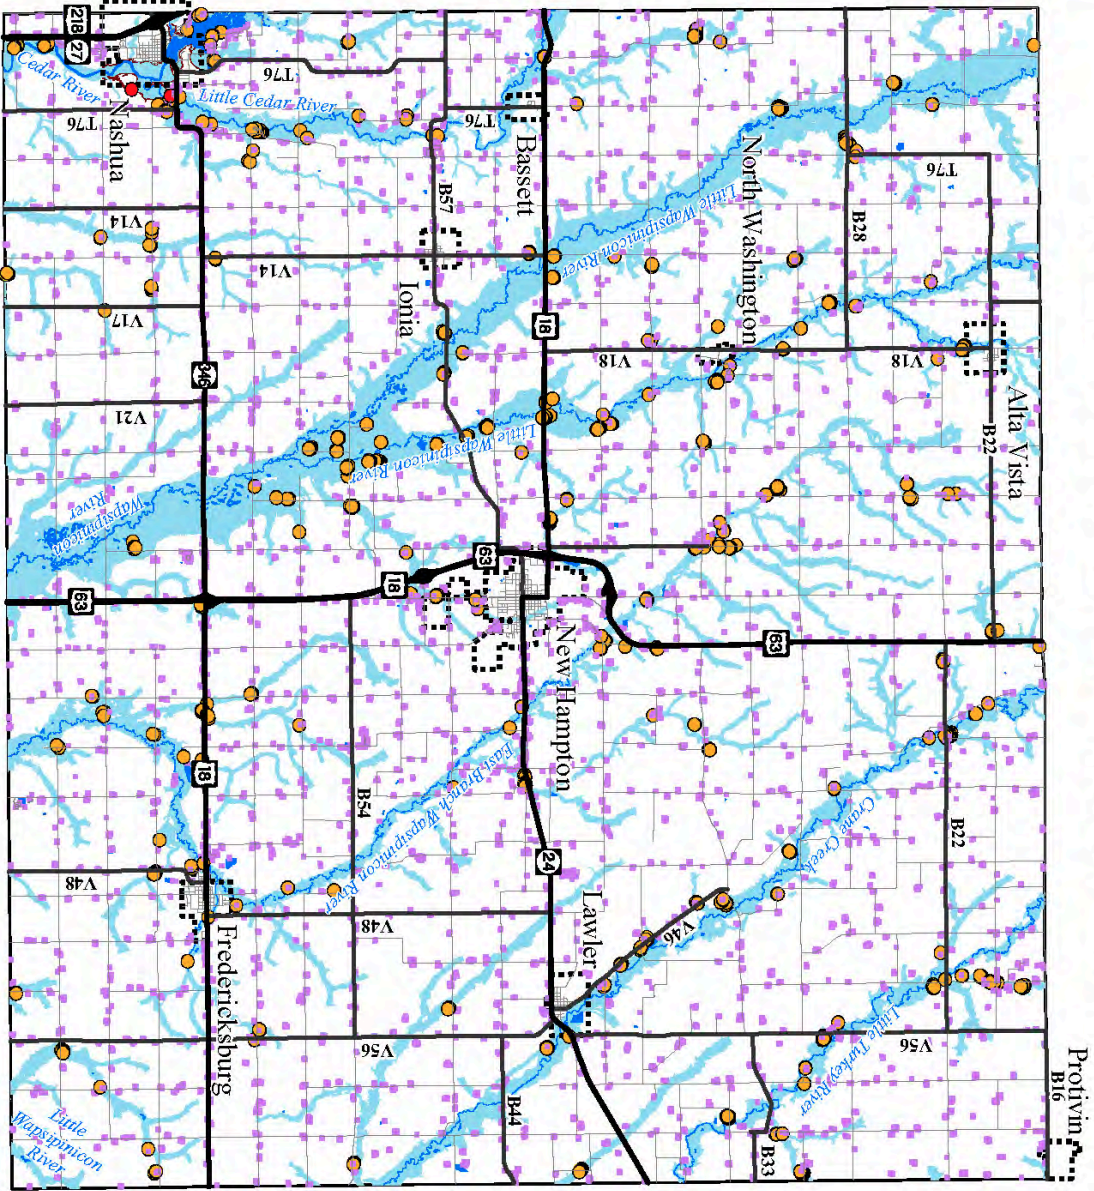 218
27
Cedar River
Nashua
T76
T76
Little Cedar River
T76
Bassett
B57
V14
V14
V17
Ionia
346
V21
18
North Washington
Little Wapsipinicon River
T76
B28
V18
V18
Alta Vista
B22
Little Wapsipinicon River
Wapsipinicon
River
63
18
63
63
New Hampton
East Branch Wapsipinicon River
B54
18
24
Crane Creek
B22
V48
V48
Fredericksburg
Lawler
V46
Little Turkey River
V56
V56
B44
B33
Protivin
B16
Little
Wapsipinicon
River